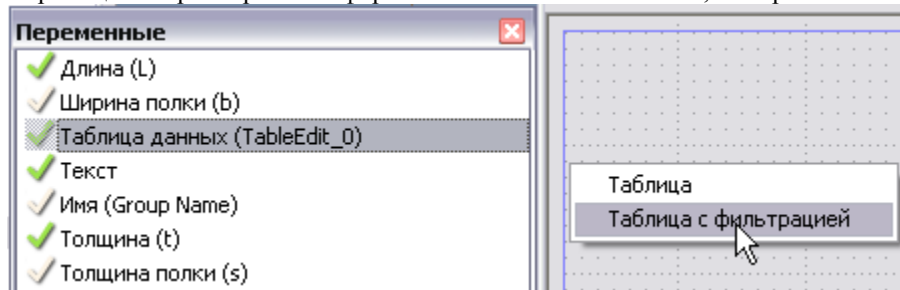 Переменные
Длина (L)
Ширина полки (b)
Таблица данных (TableEdit_0)
Текст
Имя (Group Name)
Толщина (t)
Толщина полки (s)
Таблица
Таблица с фильтрацией